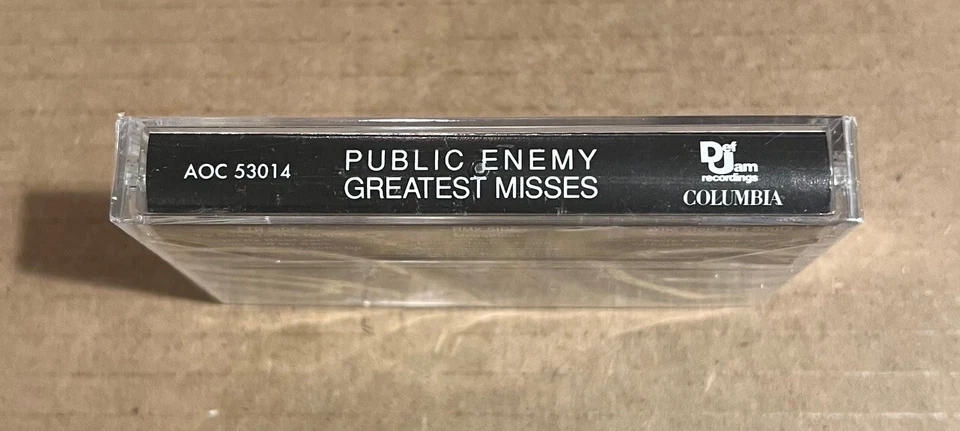 AOC 53014
PUBLIC ENEMY
GREATEST MISSES
Def
Jam
recordings
COLUMBIA